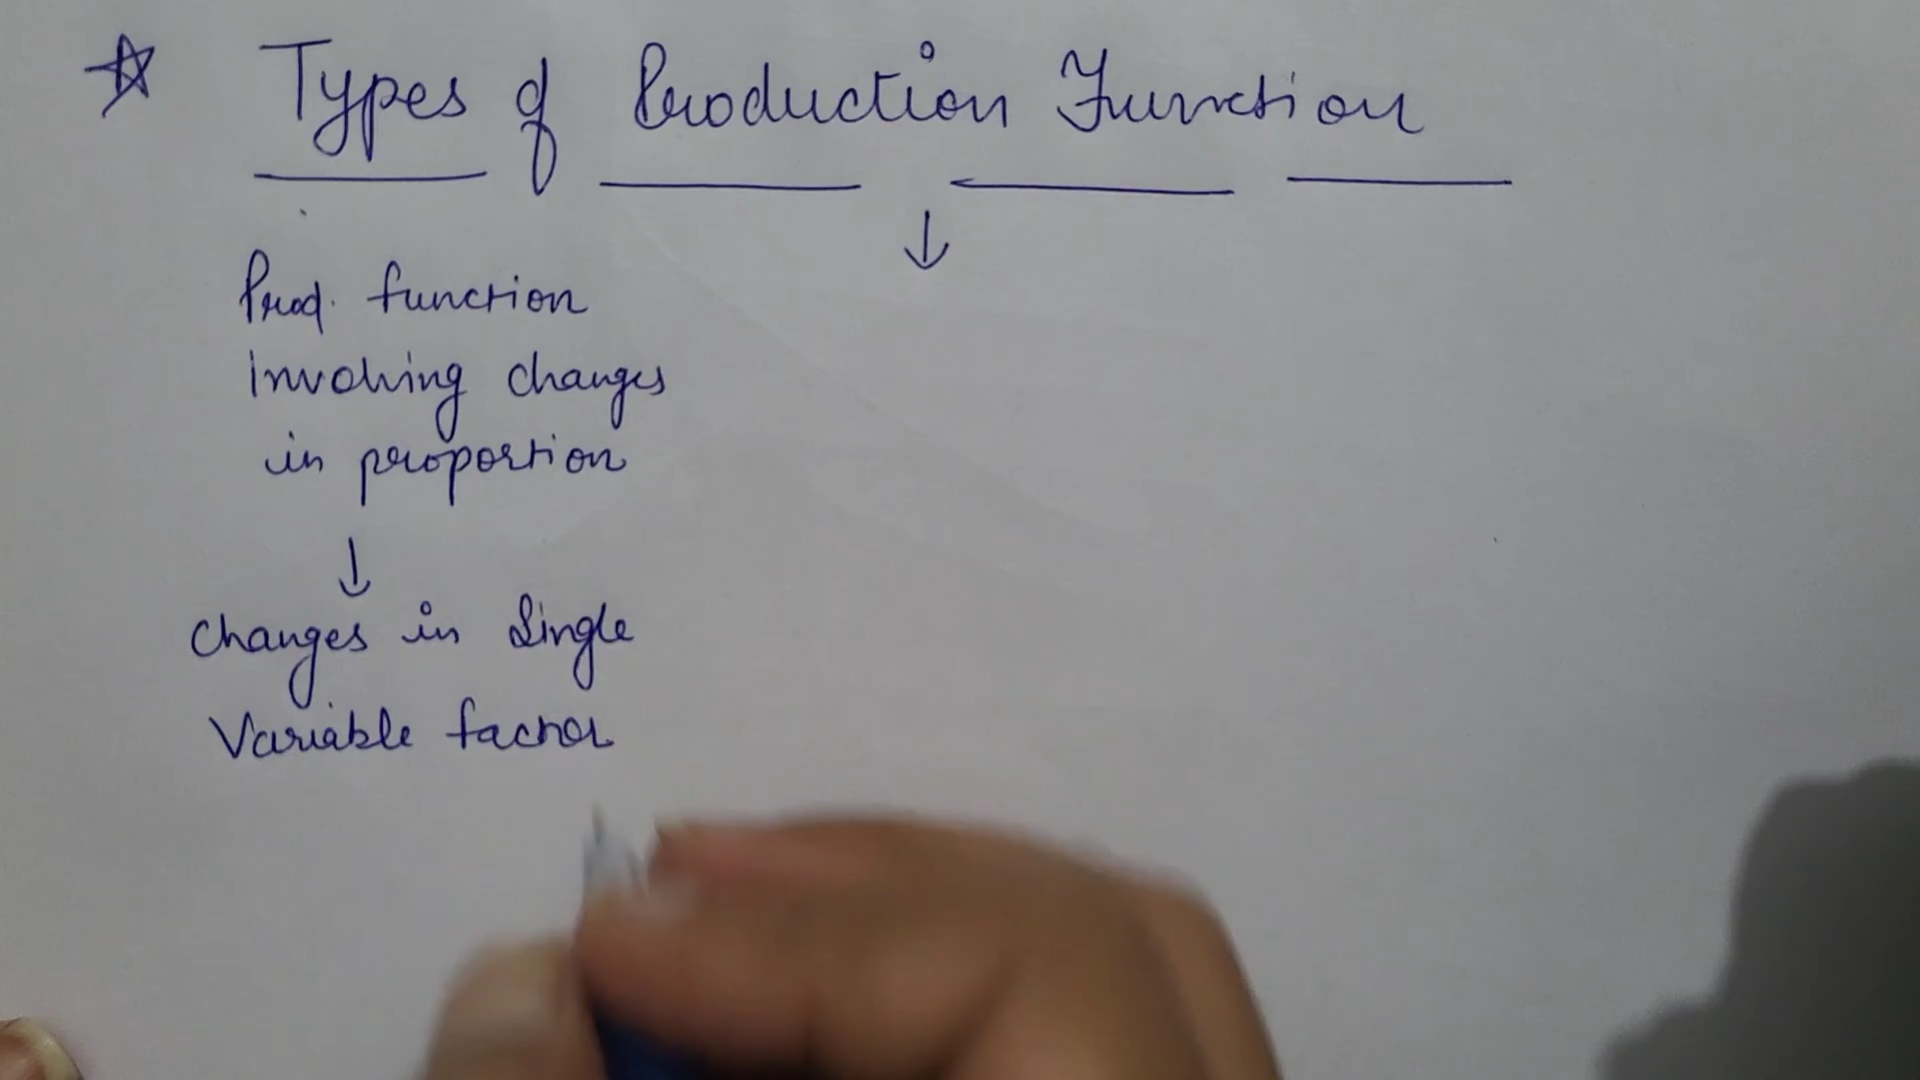 Types of Production Function
Prod. function
Involving changes
in proportion
Changes in Single
Variable factor